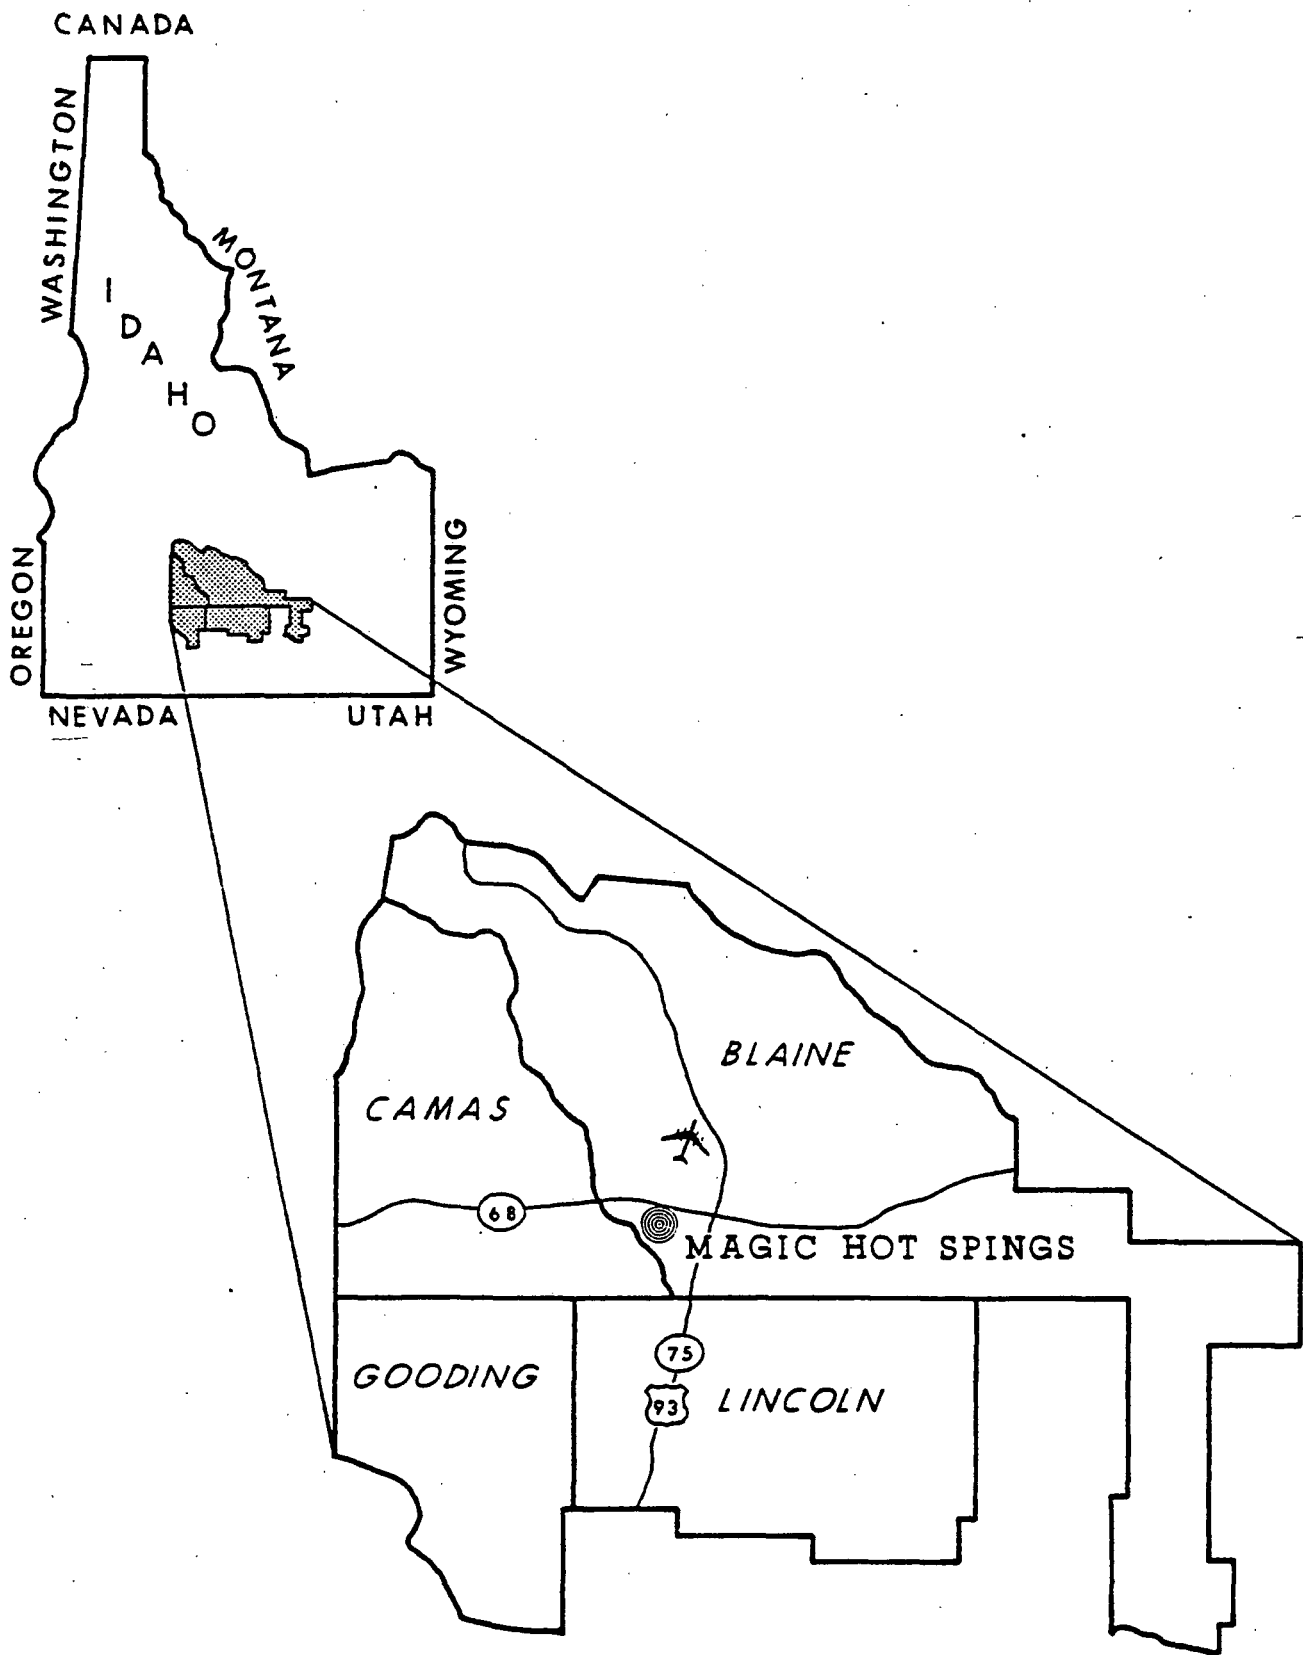 CANADA
WASHINGTON
MONTANA
IDAHO
OREGON
WYOMING
NEVADA
UTAH
BLAINE
CAMAS
68
MAGIC HOT SPINGS
75
GOODING
93
LINCOLN